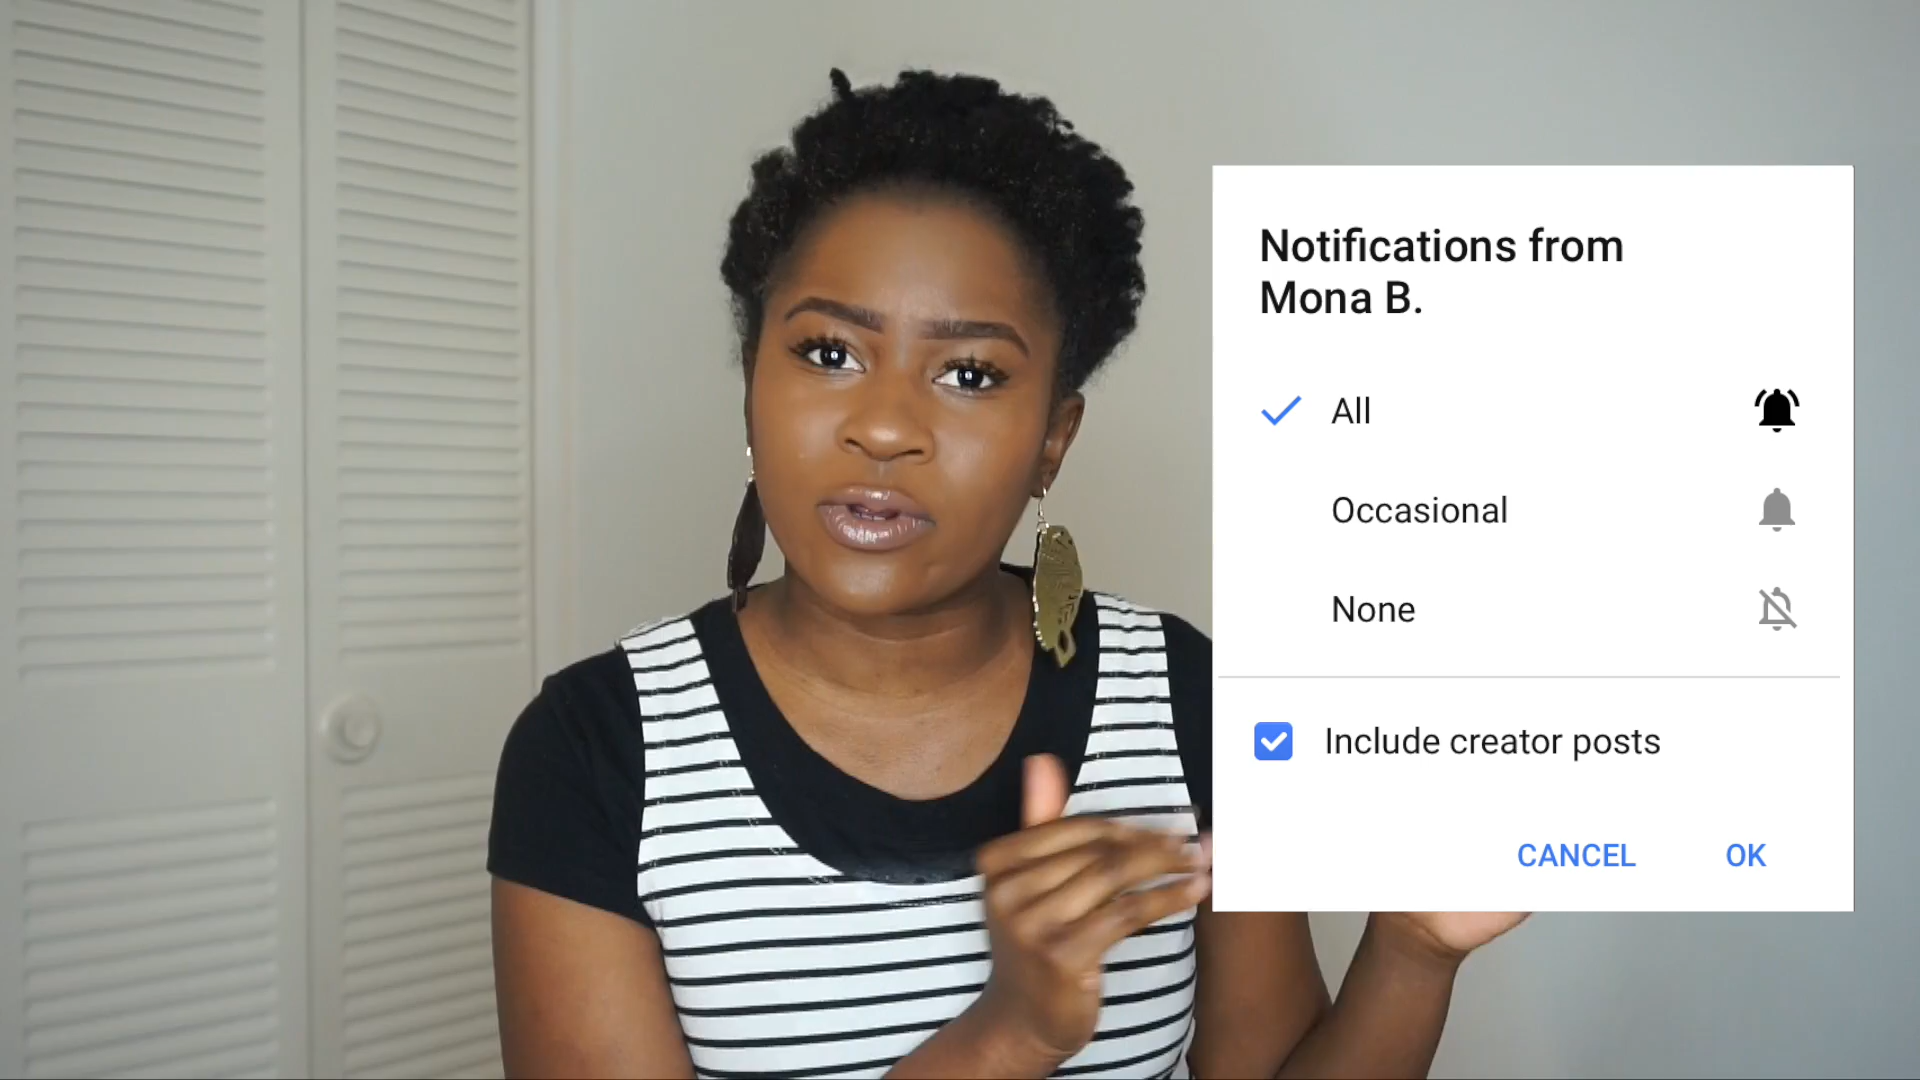 Notifications from
Mona B.
All
Occasional
None
Include creator posts
CANCEL OK